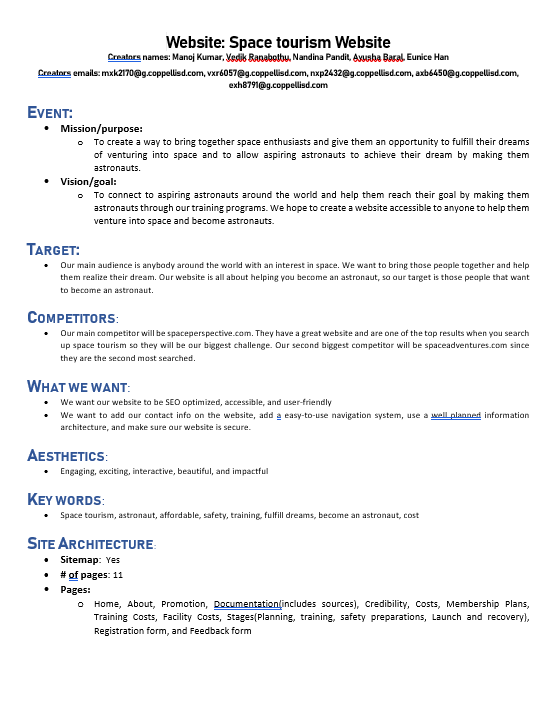 Website: Space tourism Website
Creators names: Manoj Kumar, Vedik Ranabothu, Nandina Pandit, Ayusha Baral, Eunice Han
Creators emails: mxk2170@g.coppellisd.com, vxr6057@g.coppellisd.com, nxp2432@g.coppellisd.com, axb6450@g.coppellisd.com,
exh8791@g.coppellisd.com
EVENT:
• Mission/purpose:
o To create a way to bring together space enthusiasts and give them an opportunity to fulfill their dreams
of venturing into space and to allow aspiring astronauts to achieve their dream by making them
astronauts.
• Vision/goal:
o To connect to aspiring astronauts around the world and help them reach their goal by making them
astronauts through our training programs. We hope to create a website accessible to anyone to help them
venture into space and become astronauts.
TARGET:
• Our main audience is anybody around the world with an interest in space. We want to bring those people together and help
them realize their dream. Our website is all about helping you become an astronaut, so our target is those people that want
to become an astronaut.
COMPETITORS:
• Our main competitor will be spaceperspective.com. They have a great website and are one of the top results when you search
up space tourism so they will be our biggest challenge. Our second biggest competitor will be spaceadventures.com since
they are the second most searched.
WHAT WE WANT:
• We want our website to be SEO optimized, accessible, and user-friendly
• We want to add our contact info on the website, add a easy-to-use navigation system, use a well planned information
architecture, and make sure our website is secure.
AESTHETICS:
• Engaging, exciting, interactive, beautiful, and impactful
KEY WORDS:
• Space tourism, astronaut, affordable, safety, training, fulfill dreams, become an astronaut, cost
SITE ARCHITECTURE:
• Sitemap: Yes
• # of pages: 11
• Pages:
o Home, About, Promotion, Documentation(includes sources), Credibility, Costs, Membership Plans,
Training Costs, Facility Costs, Stages(Planning, training, safety preparations, Launch and recovery),
Registration form, and Feedback form